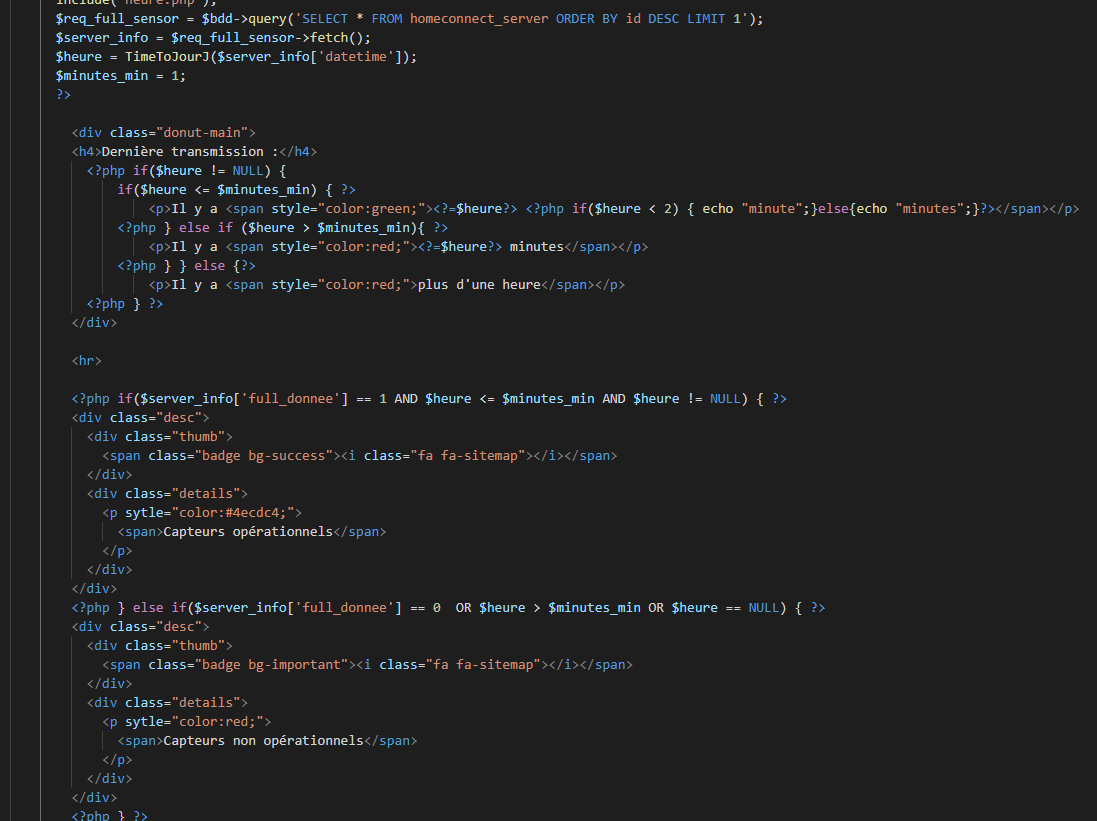 include("heure.php");
$req_full_sensor = $bdd->query('SELECT * FROM homeconnect_server ORDER BY id DESC LIMIT 1');
$server_info = $req_full_sensor->fetch();
$heure = TimeToJourJ($server_info['datetime']);
$minutes_min = 1;
?>
<div class="donut-main">
<h4>Dernière transmission :</h4>
<?php if($heure != NULL) {
if($heure <= $minutes_min) { ?>
<p>Il y a <span style="color:green;"><?=$heure?> <?php if($heure < 2) { echo "minute";}else{echo "minutes";}?></span></p>
<?php } else if ($heure > $minutes_min){ ?>
<p>Il y a <span style="color:red;"><?=$heure?> minutes</span></p>
<?php } } else {?>
<p>Il y a <span style="color:red;">plus d'une heure</span></p>
<?php } ?>
</div>
<hr>
<?php if($server_info['full_donnee'] == 1 AND $heure <= $minutes_min AND $heure != NULL) { ?>
<div class="desc">
<div class="thumb">
<span class="badge bg-success"><i class="fa fa-sitemap"></i></span>
</div>
<div class="details">
<p sytle="color:#4ecdc4;">
<span>Capteurs opérationnels</span>
</p>
</div>
</div>
<?php } else if($server_info['full_donnee'] == 0  OR $heure > $minutes_min OR $heure == NULL) { ?>
<div class="desc">
<div class="thumb">
<span class="badge bg-important"><i class="fa fa-sitemap"></i></span>
</div>
<div class="details">
<p sytle="color:red;">
<span>Capteurs non opérationnels</span>
</p>
</div>
</div>
<?php } ?>